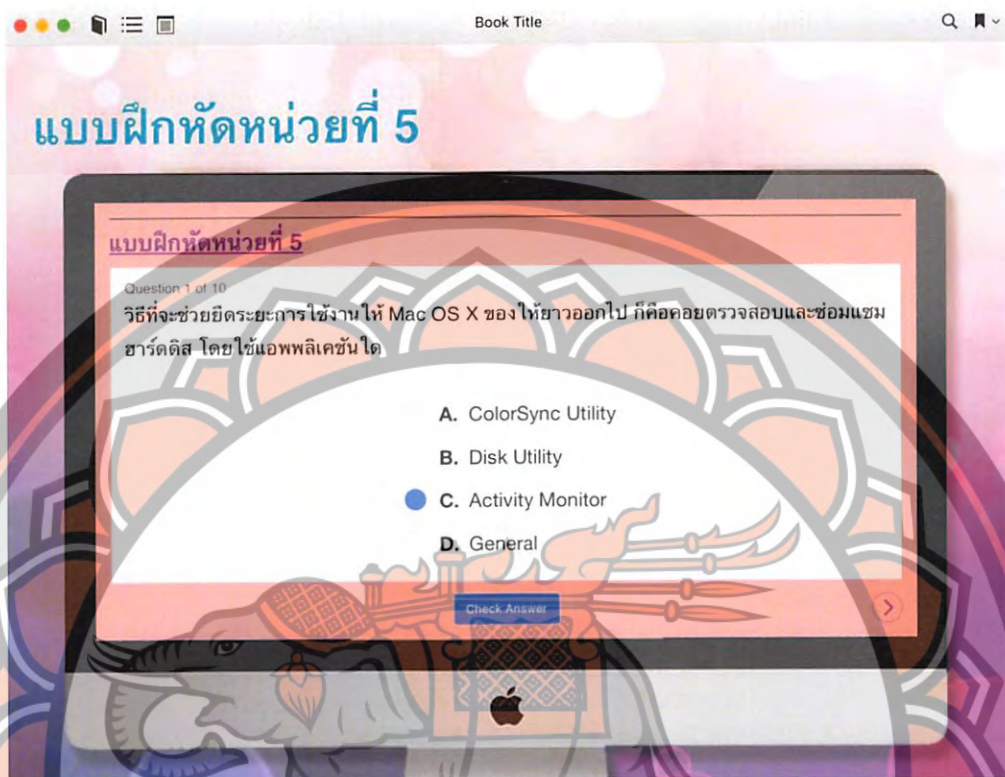 Book Title
แบบฝึกหัดหน่วยที่ 5
แบบฝึกหัดหน่วยที่ 5
Question 1 of 10
วิธีที่จะช่วยยืดระยะการใช้งานให้ Mac OS X ของให้ยาวออกไป ก็คือคอยตรวจสอบและซ่อมแซม
ฮาร์ดดิส โดยใช้แอพพลิเคชันใด
A. ColorSync Utility
B. Disk Utility
C. Activity Monitor
D. General
Check Answer